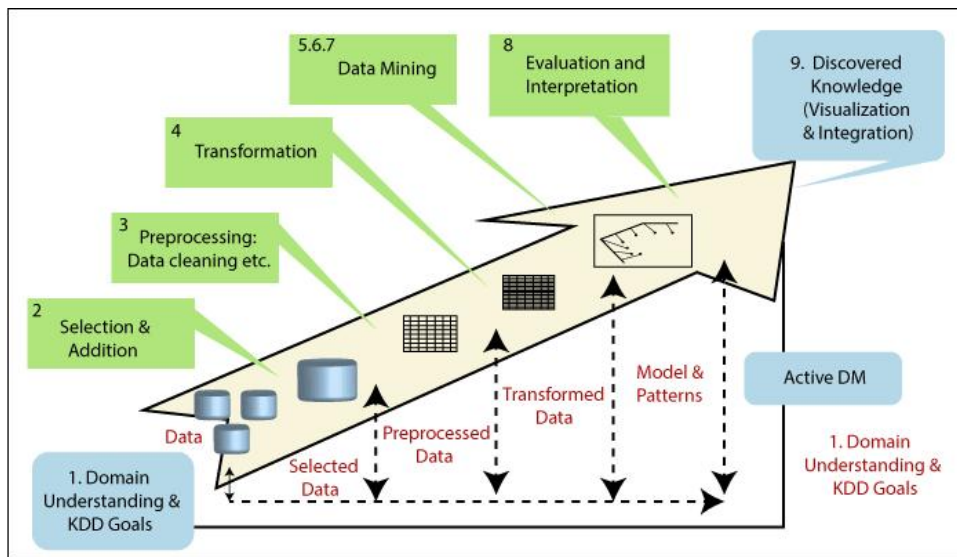 5.6.7
Data Mining
8
Evaluation and
Interpretation
9. Discovered
Knowledge
(Visualization
& Integration)
4
Transformation
3
Preprocessing:
Data cleaning etc.
2
Selection &
Addition
Data
Selected
Data
Preprocessed
Data
Transformed
Data
Model &
Patterns
Active DM
1. Domain
Understanding &
KDD Goals
1. Domain
Understanding &
KDD Goals